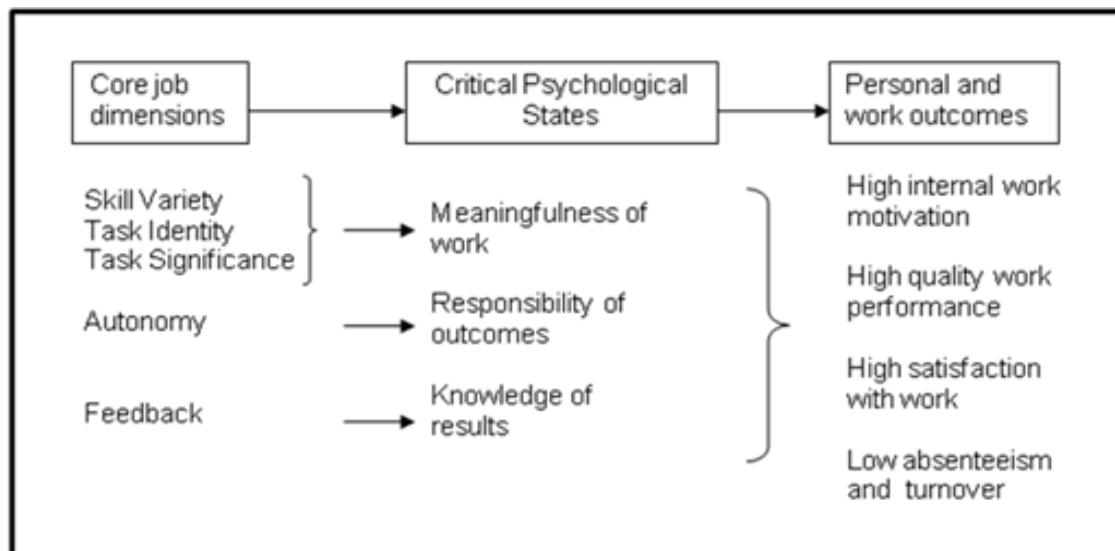 Core job
dimensions
Critical Psychological
States
Personal and
work outcomes
Skill Variety
Task Identity
Task Significance
Meaningfulness of
work
Autonomy
Responsibility of
outcomes
Feedback
Knowledge of
results
High internal work
motivation
High quality work
performance
High satisfaction
with work
Low absenteeism
and turnover